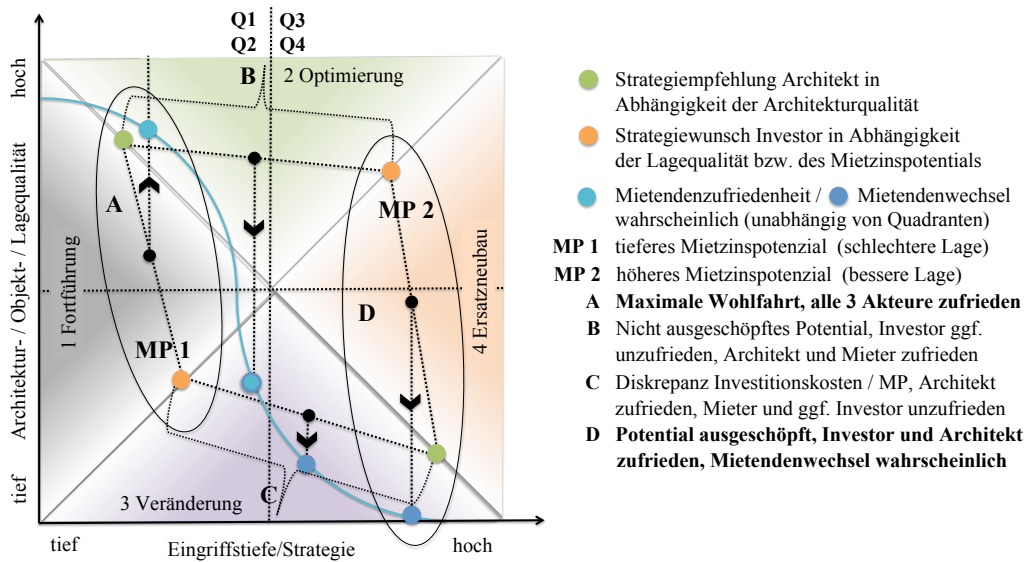 Q1 Q3
Q2 Q4
hoch
B
2 Optimierung
A
MP 2
Architektur- / Objekt- / Lagequalität
1 Fortführung
D
4 Ersatzneubau
MP 1
tief
3 Veränderung
C
tief
Eingriffstiefe/Strategie
hoch
Strategiempfehlung Architekt in
Abhängigkeit der Architekturqualität
Strategiewunsch Investor in Abhängigkeit
der Lagequalität bzw. des Mietzinspotentials
Mietendenzufriedenheit / Mietendenwechsel
wahrscheinlich (unabhängig von Quadranten)
MP 1 tieferes Mietzinspotenzial (schlechtere Lage)
MP 2 höheres Mietzinspotenzial (bessere Lage)
A Maximale Wohlfahrt, alle 3 Akteure zufrieden
B Nicht ausgeschöpftes Potential, Investor ggf.
unzufrieden, Architekt und Mieter zufrieden
C Diskrepanz Investitionskosten / MP, Architekt
zufrieden, Mieter und ggf. Investor unzufrieden
D Potential ausgeschöpft, Investor und Architekt
zufrieden, Mietendenwechsel wahrscheinlich